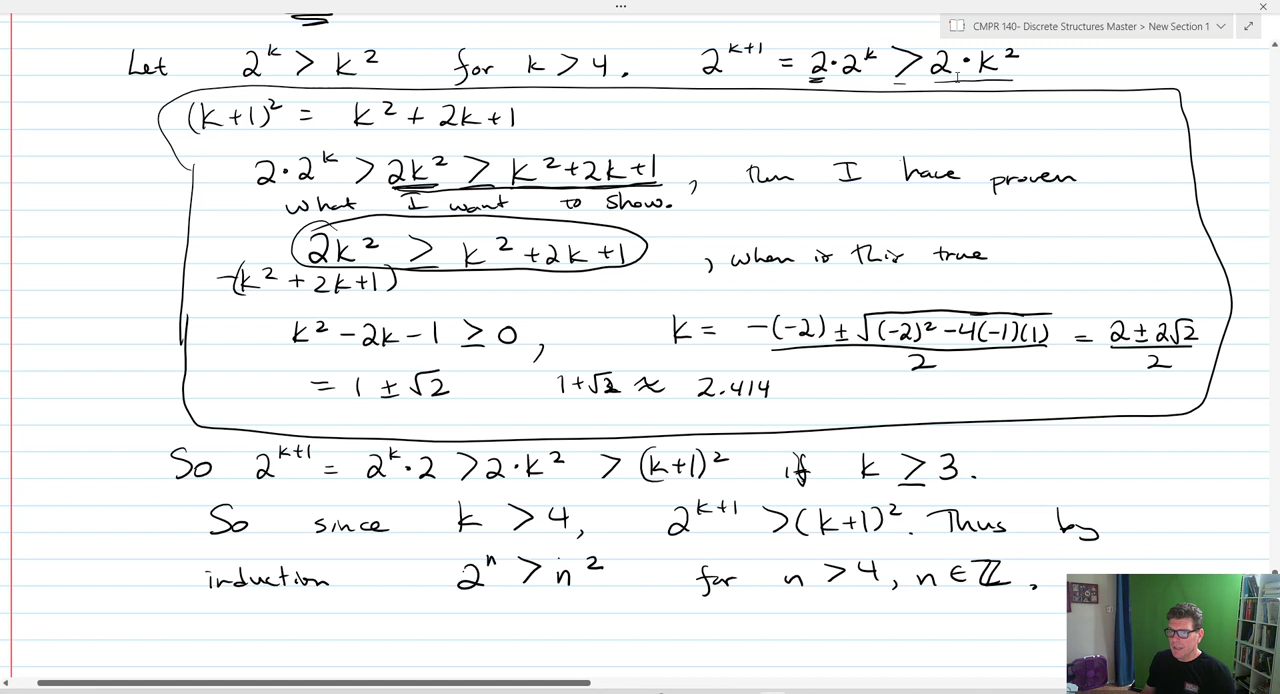 CMPR 140- Discrete Structures Master > New Section 1
Let 2^k > k^2 for k > 4. 2^{k+1} = 2·2^k > 2·k^2
(k+1)^2 = k^2 + 2k+1
2·2^k > 2k^2 ≥ k^2+2k+1, then I have proven
what I want to show.
2k^2 ≥ k^2+2k+1, when is this true
-(k^2 + 2k+1)
k^2 - 2k - 1 ≥ 0, k = \frac{-(-2) ± √((-2)^2 - 4(-1)(1))}{2} = \frac{2 ± 2√2}{2}
= 1 ± √2 1+√2 ≈ 2.414
So 2^{k+1} = 2^k·2 > 2·k^2 > (k+1)^2 if k ≥ 3.
So since k > 4, 2^{k+1} > (k+1)^2. Thus by
induction 2^n > n^2 for n > 4, n ∈ ℤ.